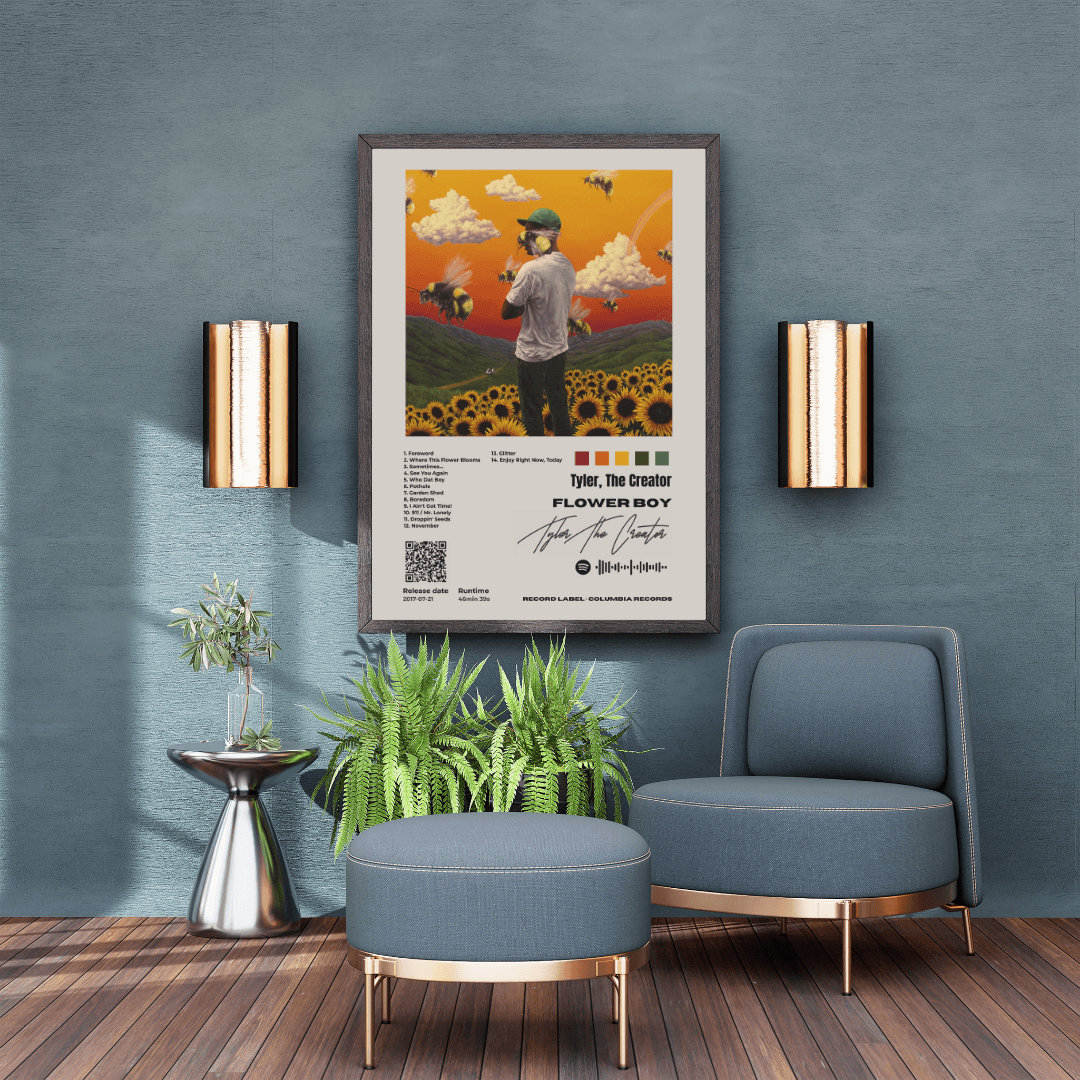 1. Foreword
2. Where This Flower Blooms
3. Sometimes...
4. See You Again
5. Who Dat Boy
6. Pothole
7. Garden Shed
8. Boredom
9. I Ain't Got Time!
10. 911 / Mr. Lonely
11. Droppin' Seeds
12. November
13. Glitter
14. Enjoy Right Now, Today
Tyler, The Creator
FLOWER BOY
Tyler The Creator
Release date
2017-07-21
Runtime
46min 39s
RECORD LABEL · COLUMBIA RECORDS